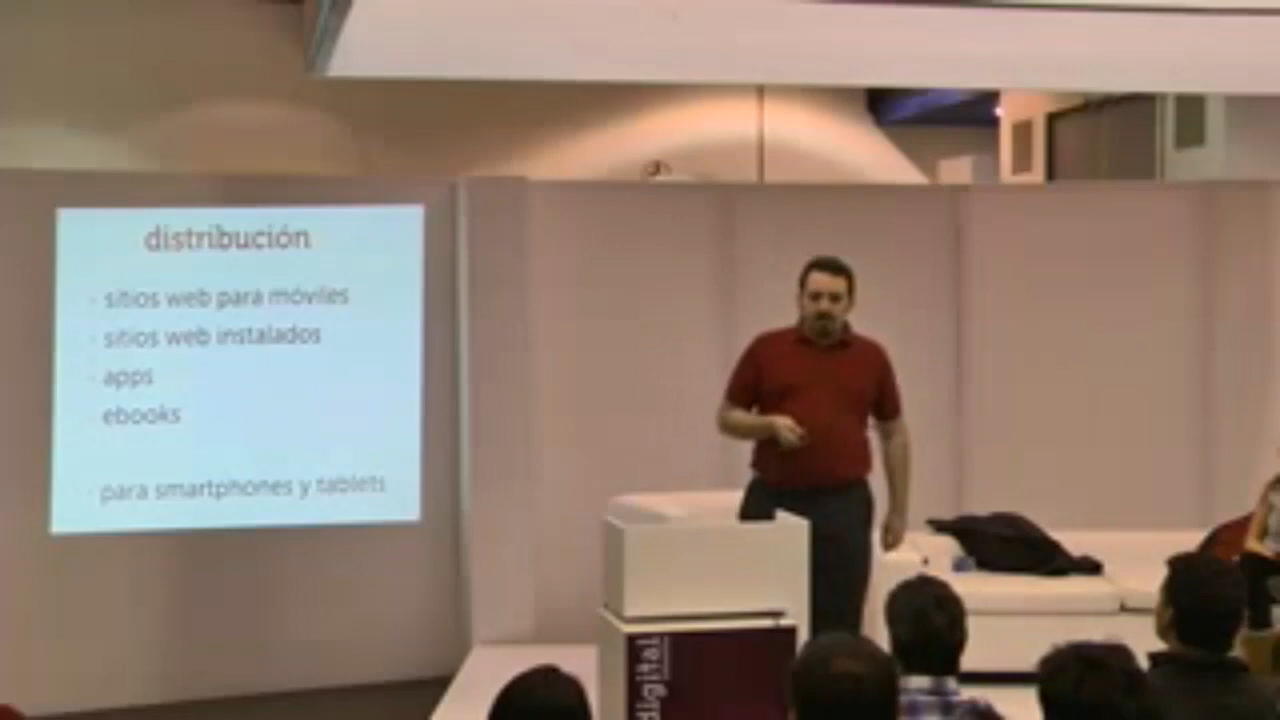 distribución
- sitios web para móviles
- sitios web instalados
- apps
ebooks
- para smartphones y tablets
digital